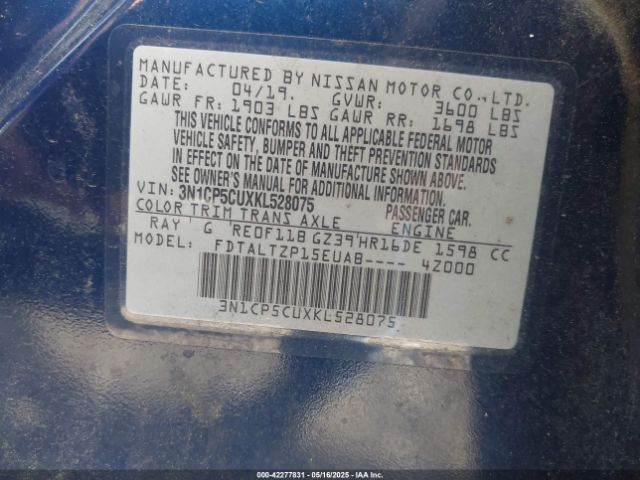 MANUFACTURED BY NISSAN MOTOR CO., LTD.
DATE: 04/19. GVWR: 3600 LBS
GAWR FR: 1903 LBS GAWR RR: 1698 LBS
THIS VEHICLE CONFORMS TO ALL APPLICABLE FEDERAL MOTOR
VEHICLE SAFETY, BUMPER AND THEFT PREVENTION STANDARDS
IN EFFECT ON THE DATE OF MANUFACTURE SHOWN ABOVE.
SEE OWNER'S MANUAL FOR ADDITIONAL INFORMATION.
VIN: 3N1CP5CUXKL528075 PASSENGER CAR.
COLOR TRIM TRANS AXLE ENGINE
RAY G RE0F11B GZ39 HR16DE 1598 CC
MODEL: FDTALTZP15EUAB---- 4Z000
3N1CP5CUXKL528075
000-42277831 - 05/16/2025 - IAA Inc.